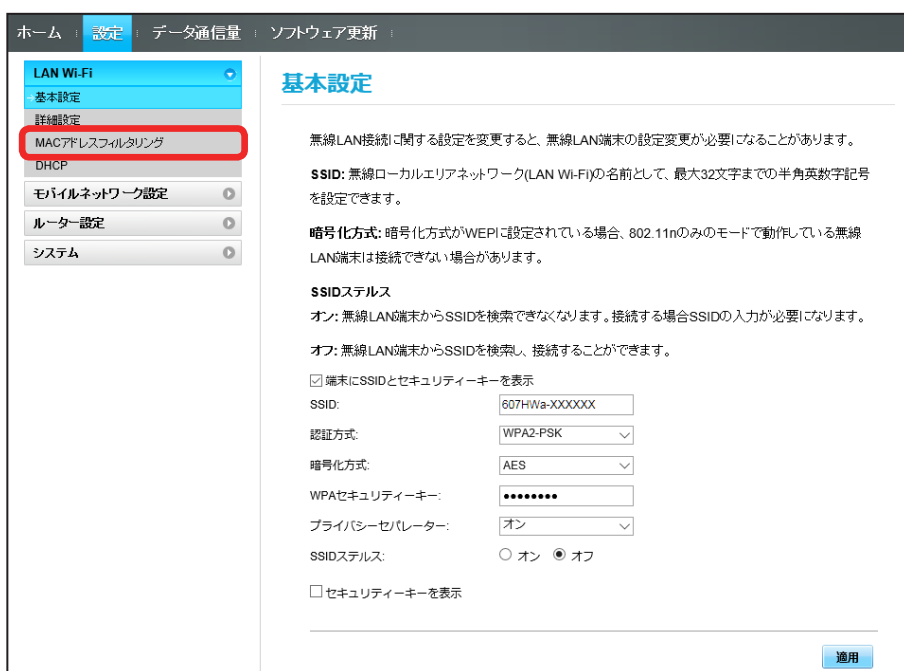 ホーム 設定 データ通信量 ソフトウェア更新
LAN Wi-Fi
基本設定
詳細設定
MACアドレスフィルタリング
DHCP
モバイルネットワーク設定
ルーター設定
システム
基本設定
無線LAN接続に関する設定を変更すると、無線LAN端末の設定変更が必要になることがあります。
SSID: 無線ローカルエリアネットワーク(LAN Wi-Fi)の名前として、最大32文字までの半角英数字記号
を設定できます。
暗号化方式: 暗号化方式がWEPに設定されている場合、802.11nのみのモードで動作している無線
LAN端末は接続できない場合があります。
SSIDステルス
オン: 無線LAN端末からSSIDを検索できなくなります。接続する場合SSIDの入力が必要になります。
オフ: 無線LAN端末からSSIDを検索し、接続することができます。
端末にSSIDとセキュリティーキーを表示
SSID: 607HWa-XXXXXX
認証方式: WPA2-PSK
暗号化方式: AES
WPAセキュリティーキー: ••••••••
プライバシーセパレーター: オン
SSIDステルス: オン オフ
セキュリティーキーを表示
適用